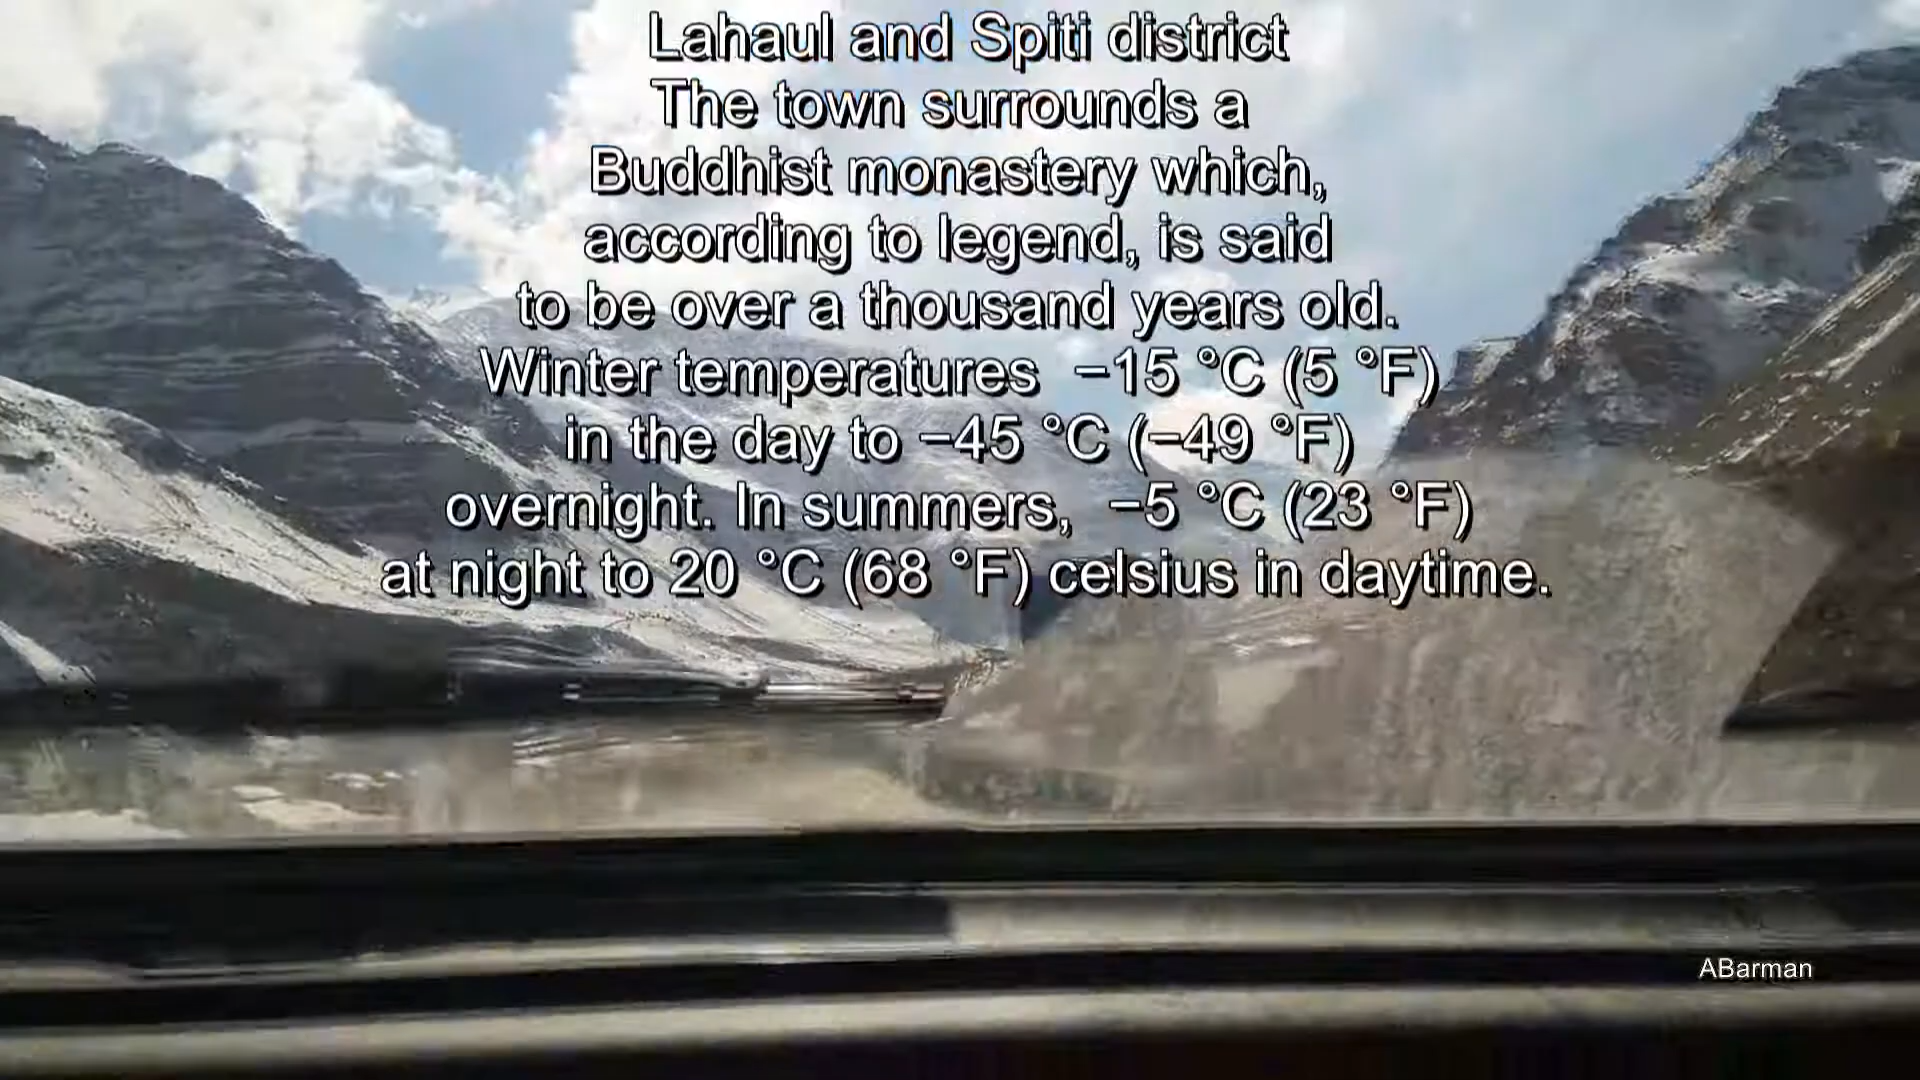 Lahaul and Spiti district
The town surrounds a
Buddhist monastery which,
according to legend, is said
to be over a thousand years old.
Winter temperatures  −15 °C (5 °F)
in the day to −45 °C (−49 °F)
overnight. In summers,  −5 °C (23 °F)
at night to 20 °C (68 °F) celsius in daytime.
ABarman